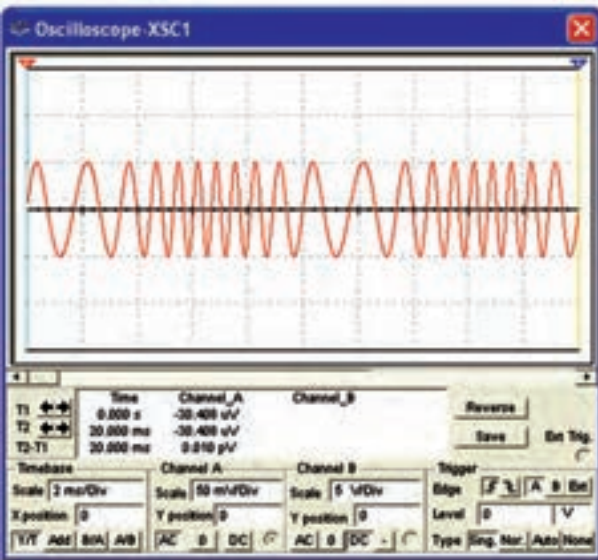 Oscilloscope-XSC1
Time Channel_A Channel_B
T1 0.000 s -30.408 uV
T2 20.000 ms -30.408 uV
T2-T1 20.000 ms 0.010 pV
Reverse
Save
Ext Trig.
Timebase
Scale 2 ms/Div
X position 0
Y/T Add B/A A/B
Channel A
Scale 50 mV/Div
Y position 0
AC 0 DC
Channel B
Scale 5 V/Div
Y position 0
AC 0 DC -
Trigger
Edge A B Ext
Level 0 V
Type Sing. Nor. Auto None